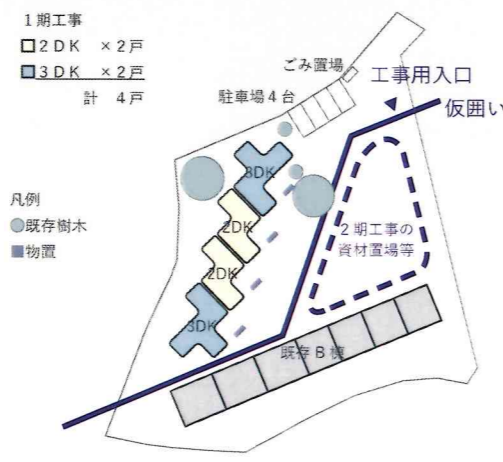 1期工事
2DK ×2戸
3DK ×2戸
計 4戸
ごみ置場
駐車場4台
工事用入口
仮囲い
凡例
既存樹木
物置
3DK
2DK
2DK
3DK
2期工事の
資材置場等
既存B棟